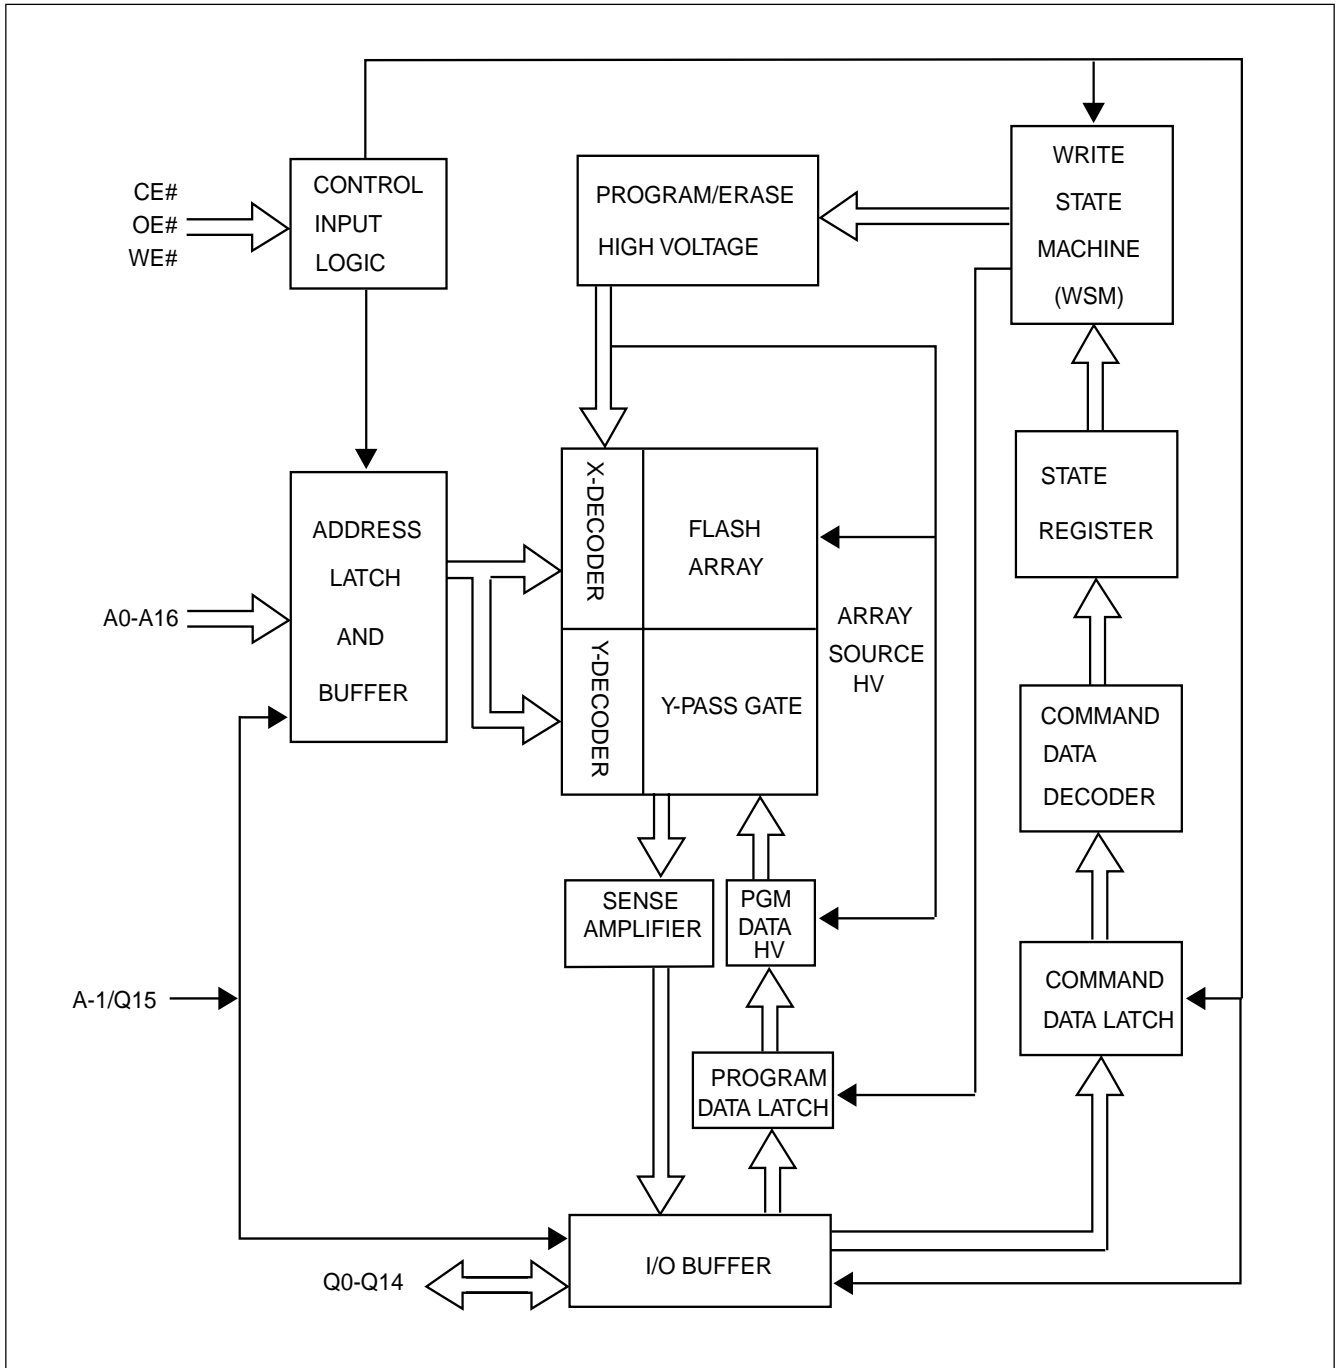 CE#
OE#
WE#
CONTROL
INPUT
LOGIC
PROGRAM/ERASE
HIGH VOLTAGE
WRITE
STATE
MACHINE
(WSM)
STATE
REGISTER
X-DECODER
FLASH
ARRAY
ADDRESS
LATCH
AND
BUFFER
A0-A16
ARRAY
SOURCE
HV
Y-DECODER
Y-PASS GATE
COMMAND
DATA
DECODER
SENSE
AMPLIFIER
PGM
DATA
HV
COMMAND
DATA LATCH
A-1/Q15
PROGRAM
DATA LATCH
I/O BUFFER
Q0-Q14